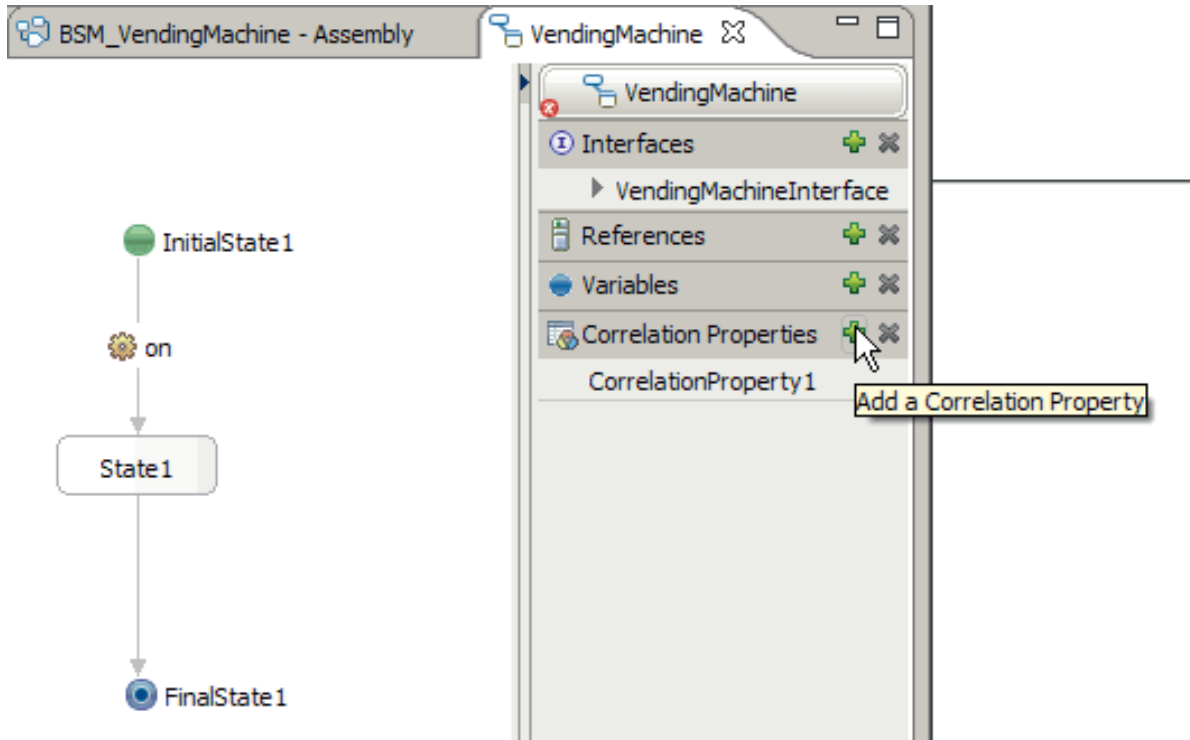 BSM_VendingMachine - Assembly
VendingMachine
VendingMachine
Interfaces
VendingMachineInterface
References
Variables
Correlation Properties
CorrelationProperty1
Add a Correlation Property
InitialState1
on
State1
FinalState1